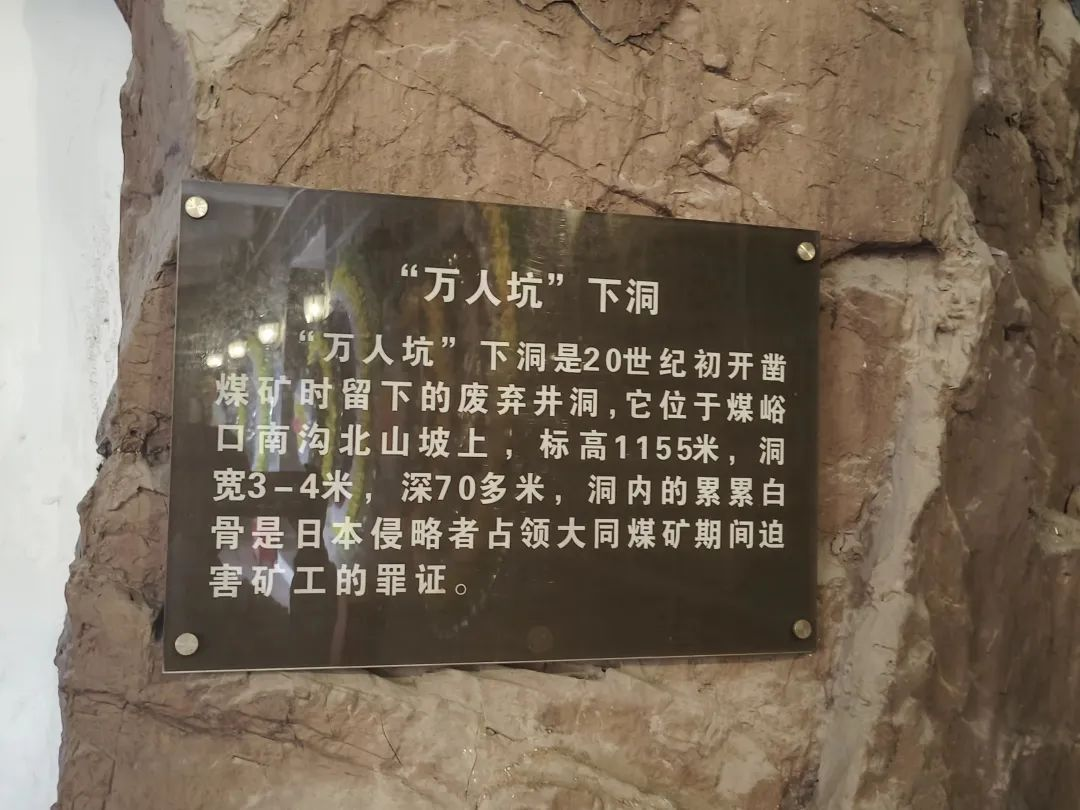 “万人坑”下洞
“万人坑”下洞是20世纪初开凿
煤矿时留下的废弃井洞,它位于煤峪
口南沟北山坡上，标高1155米，洞
宽3-4米，深70多米，洞内的累累白
骨是日本侵略者占领大同煤矿期间迫
害矿工的罪证。